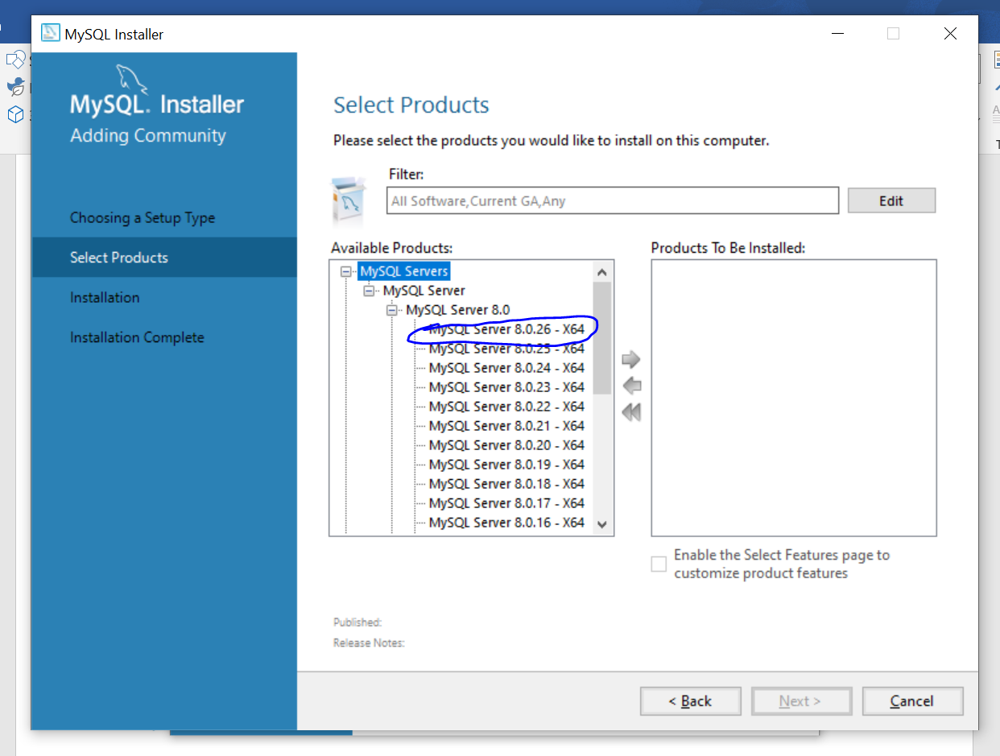 MySQL Installer
MySQL. Installer
Adding Community
Choosing a Setup Type
Select Products
Installation
Installation Complete
Select Products
Please select the products you would like to install on this computer.
Filter:
All Software,Current GA,Any
Edit
Available Products:
MySQL Servers
MySQL Server
MySQL Server 8.0
MySQL Server 8.0.26 - X64
MySQL Server 8.0.25 - X64
MySQL Server 8.0.24 - X64
MySQL Server 8.0.23 - X64
MySQL Server 8.0.22 - X64
MySQL Server 8.0.21 - X64
MySQL Server 8.0.20 - X64
MySQL Server 8.0.19 - X64
MySQL Server 8.0.18 - X64
MySQL Server 8.0.17 - X64
MySQL Server 8.0.16 - X64
Products To Be Installed:
Enable the Select Features page to
customize product features
Published:
Release Notes:
< Back
Next >
Cancel